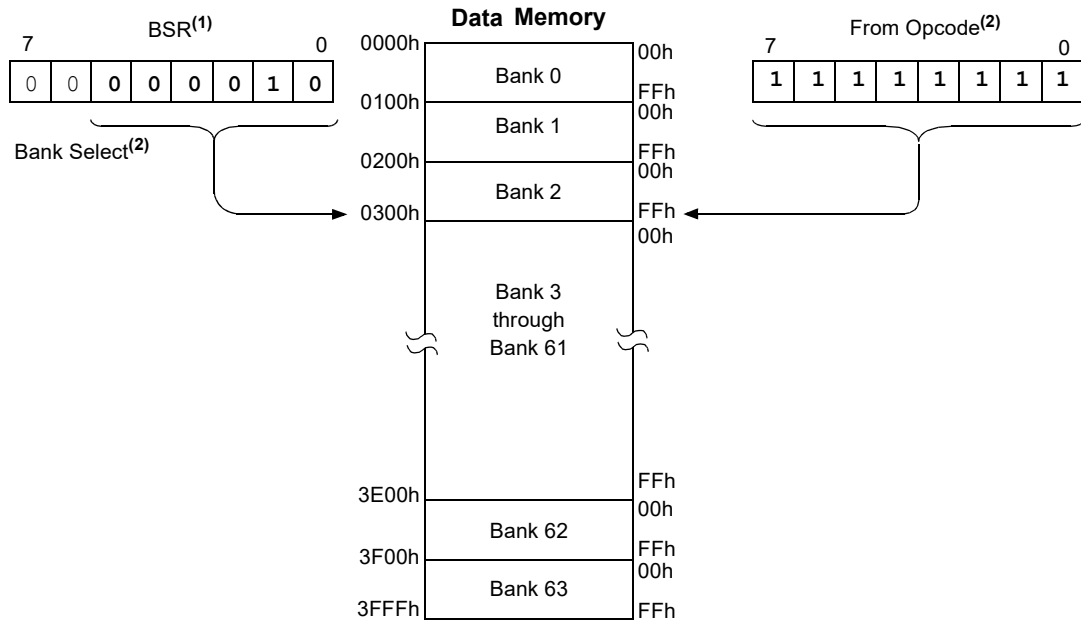 Data Memory
BSR(1)
7 0
0 0 0 0 0 0 1 0
Bank Select(2)
From Opcode(2)
7 0
1 1 1 1 1 1 1 1
0000h 00h
Bank 0
FFh
0100h 00h
Bank 1
FFh
0200h 00h
Bank 2
FFh
0300h 00h
Bank 3
through
Bank 61
FFh
3E00h 00h
Bank 62
FFh
3F00h 00h
Bank 63
3FFFh FFh